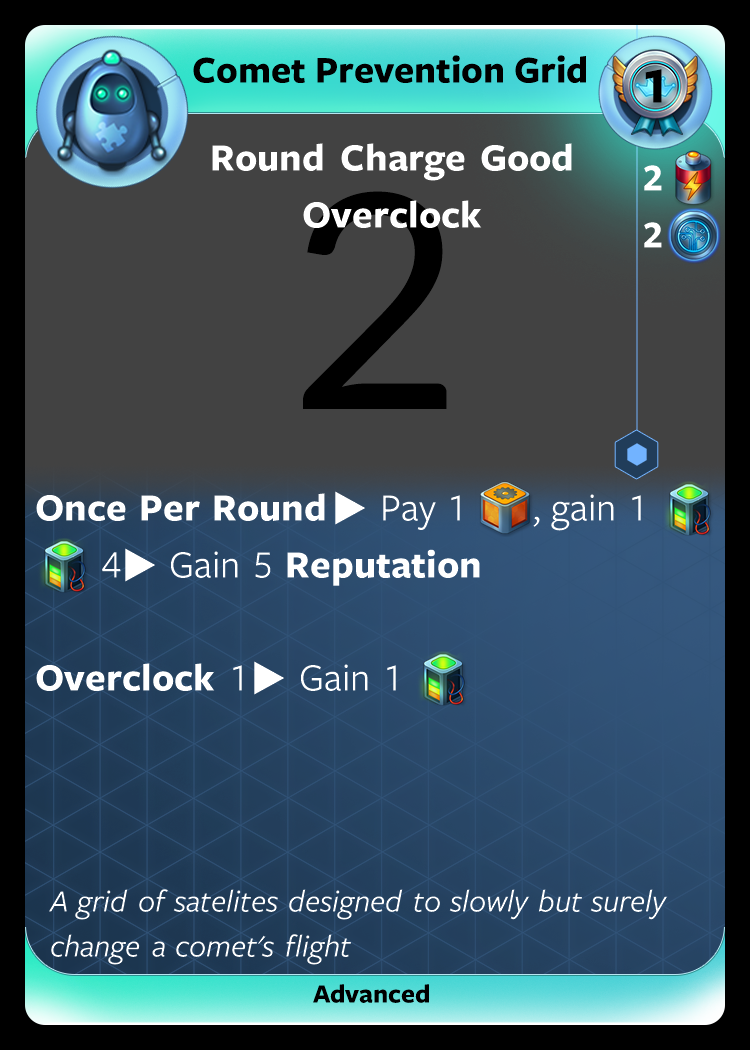 Comet Prevention Grid
1
Round Charge Good
Overclock
2
2
2
Once Per Round▶ Pay 1 , gain 1
4▶ Gain 5 Reputation
Overclock 1▶ Gain 1
A grid of satelites designed to slowly but surely
change a comet's flight
Advanced